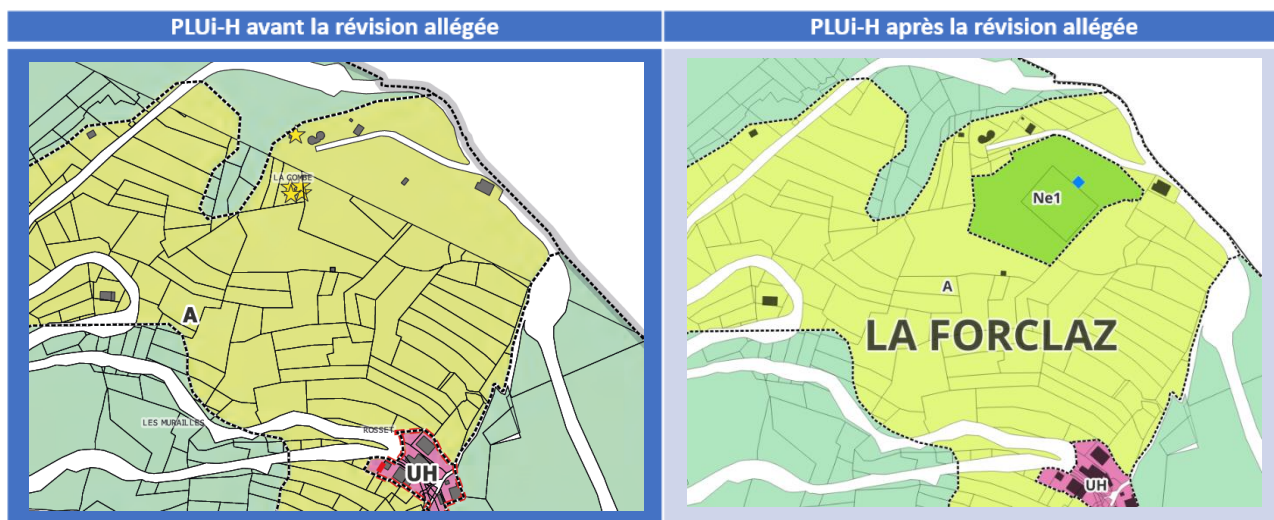 PLUi-H avant la révision allégée
PLUi-H après la révision allégée
LA COMBE
A
LES MURAILLES
ROSSET
UH
Ne1
A
LA FORCLAZ
UH